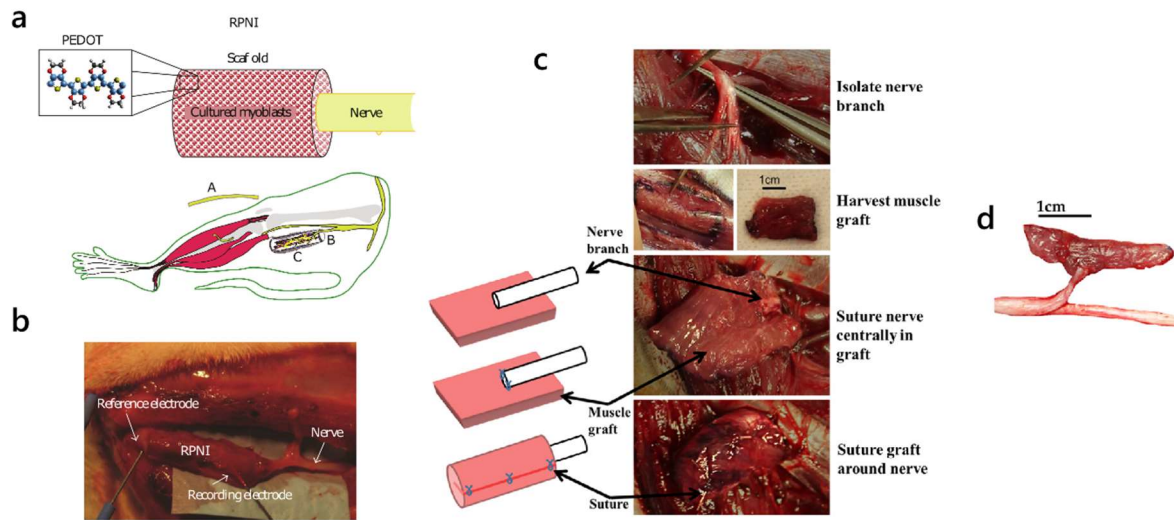 a
RPNI
PEDOT
Scaf old
Cultured myoblasts
Nerve
A
B
C
b
Reference electrode
RPNI
Nerve
Recording electrode
c
Isolate nerve
branch
1cm
Harvest muscle
graft
Nerve
branch
Suture nerve
centrally in
graft
Muscle
graft
Suture graft
around nerve
Suture
d
1cm